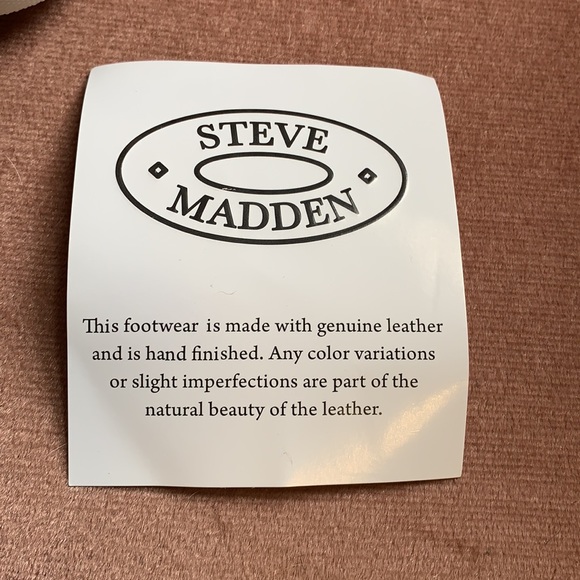 STEVE
MADDEN
This footwear is made with genuine leather
and is hand finished. Any color variations
or slight imperfections are part of the
natural beauty of the leather.